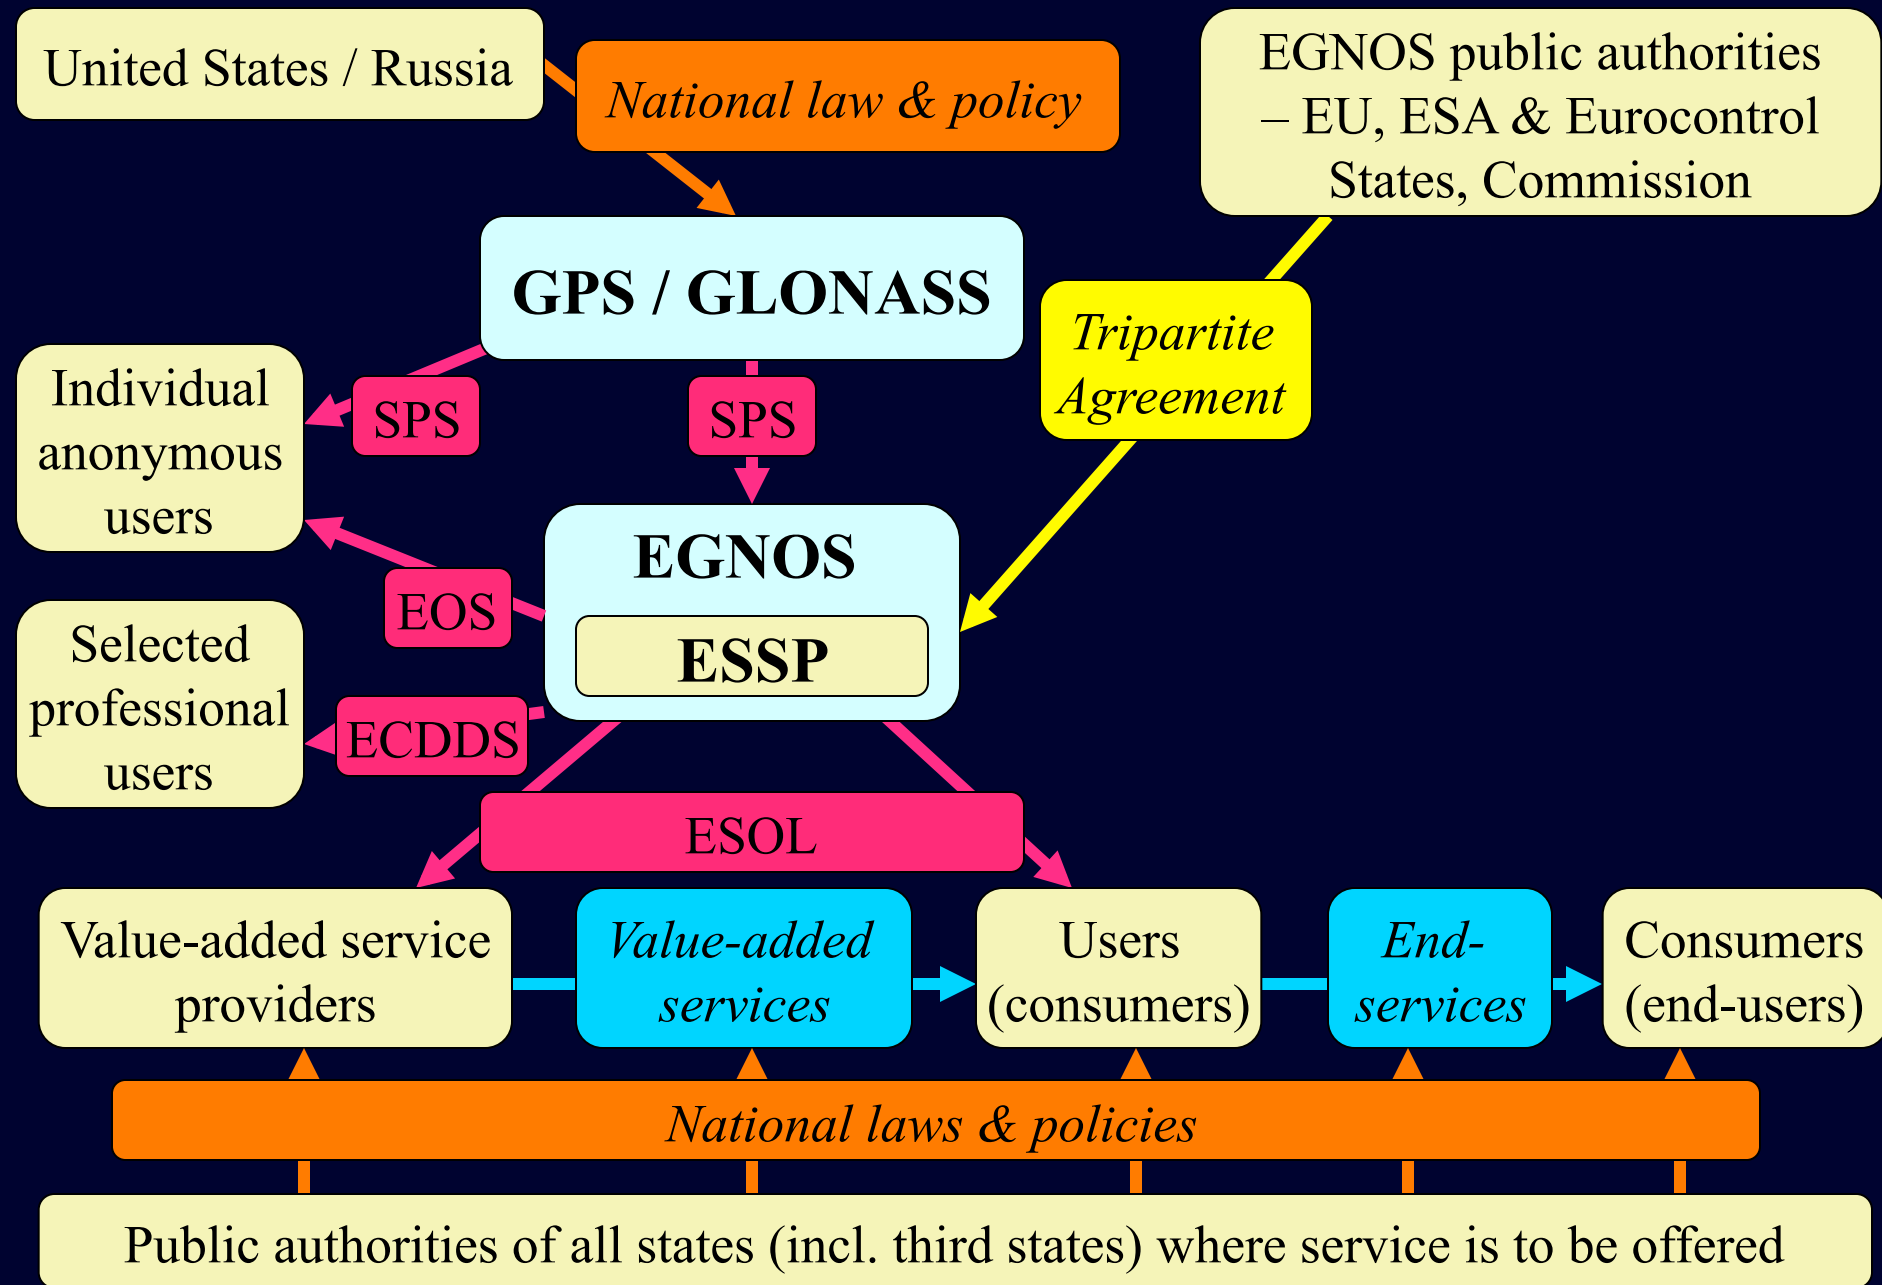 United States / Russia
National law & policy
EGNOS public authorities
– EU, ESA & Eurocontrol
States, Commission
GPS / GLONASS
Tripartite
Agreement
Individual
anonymous
users
SPS
SPS
EGNOS
ESSP
EOS
Selected
professional
users
ECDDS
ESOL
Value-added service
providers
Value-added
services
Users
(consumers)
End-
services
Consumers
(end-users)
National laws & policies
Public authorities of all states (incl. third states) where service is to be offered